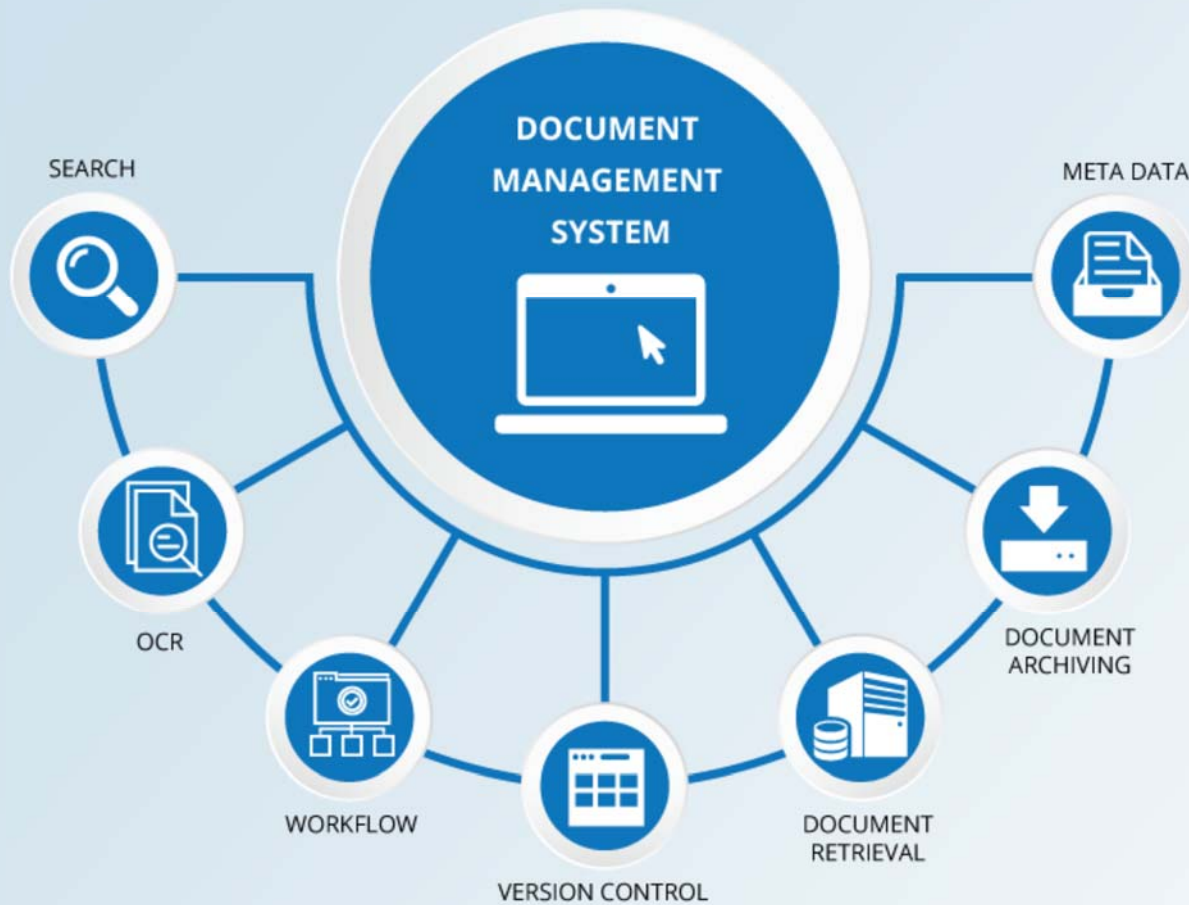 DOCUMENT
MANAGEMENT
SYSTEM
SEARCH
META DATA
OCR
DOCUMENT
ARCHIVING
WORKFLOW
DOCUMENT
RETRIEVAL
VERSION CONTROL